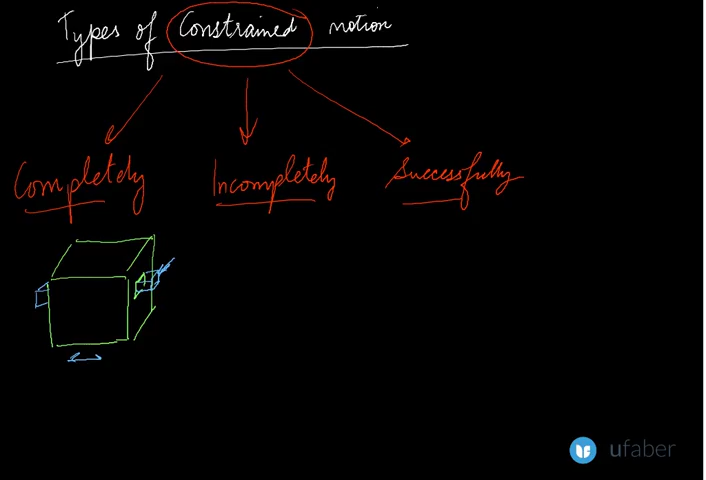 Types of Constrained motion
Completely Incompletely Successfully
ufaber